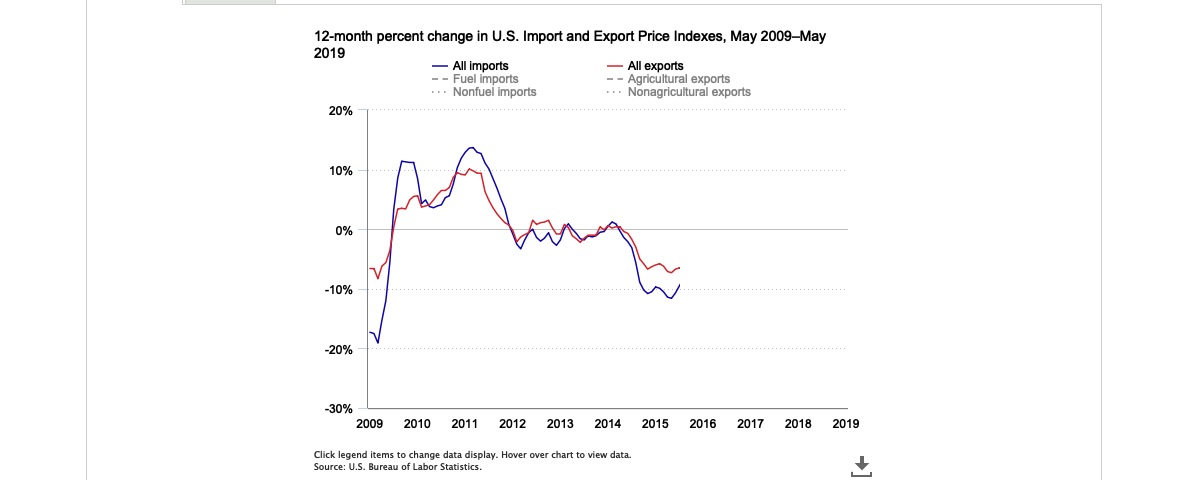 12-month percent change in U.S. Import and Export Price Indexes, May 2009–May
2019
All imports
All exports
Fuel imports
Agricultural exports
Nonfuel imports
Nonagricultural exports
20%
10%
0%
-10%
-20%
-30%
2009 2010 2011 2012 2013 2014 2015 2016 2017 2018 2019
Click legend items to change data display. Hover over chart to view data.
Source: U.S. Bureau of Labor Statistics.